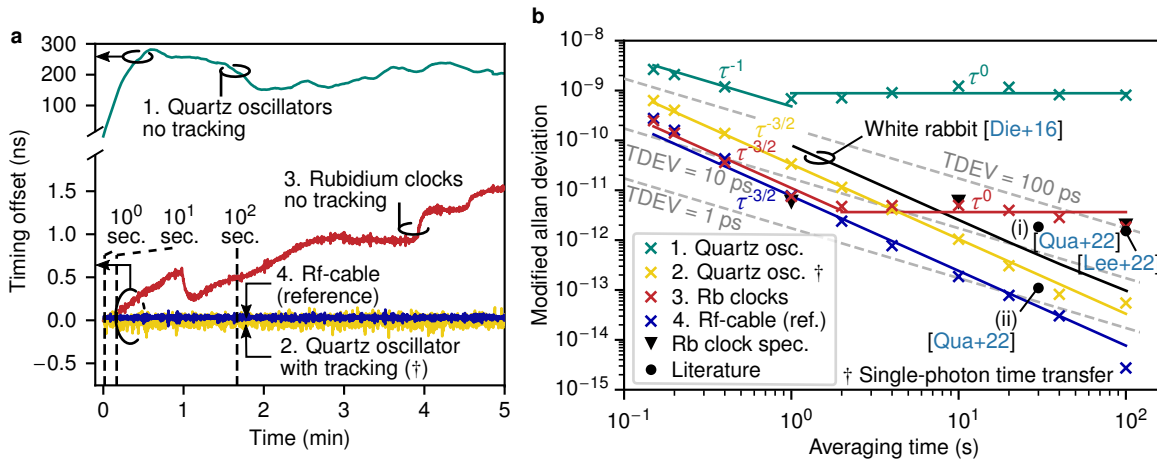 a
300
200
100
1.5
1.0
0.5
0.0
−0.5
Timing offset (ns)
1. Quartz oscillators
no tracking
3. Rubidium clocks
no tracking
10⁰
sec.
10¹
sec.
10²
sec.
4. Rf-cable
(reference)
2. Quartz oscillator
with tracking (†)
0
1
2
3
4
5
Time (min)
b
10⁻⁸
10⁻⁹
10⁻¹⁰
10⁻¹¹
10⁻¹²
10⁻¹³
10⁻¹⁴
10⁻¹⁵
Modified allan deviation
τ⁻¹
τ⁰
τ⁻³/²
White rabbit [Die+16]
τ⁻³/²
TDEV = 100 ps
TDEV = 10 ps
τ⁻³/²
τ⁰
TDEV = 1 ps
(i)
[Qua+22]
[Lee+22]
(ii)
[Qua+22]
1. Quartz osc.
2. Quartz osc. †
3. Rb clocks
4. Rf-cable (ref.)
Rb clock spec.
Literature
† Single-photon time transfer
10⁻¹
10⁰
10¹
10²
Averaging time (s)